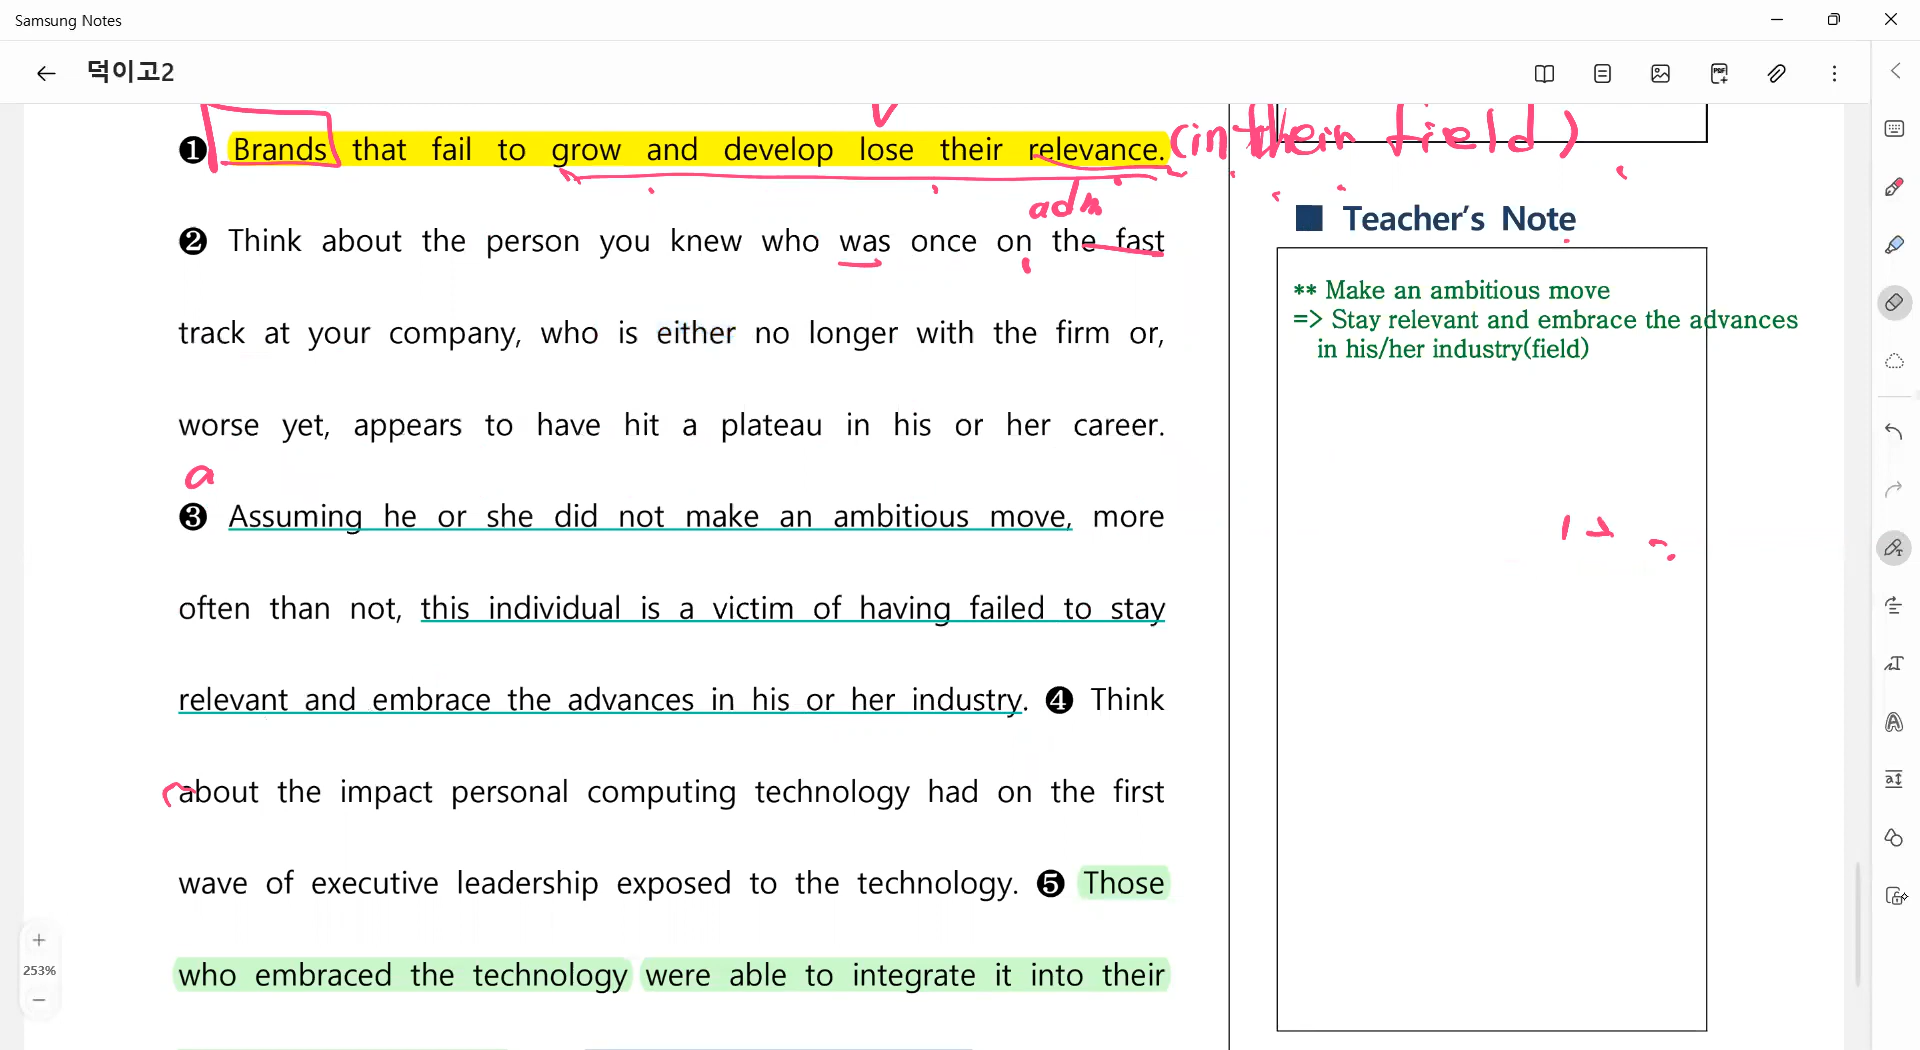 Samsung Notes
덕이고2
❶ Brands that fail to grow and develop lose their relevance. (in their field)
adm
❷ Think about the person you knew who was once on the fast
track at your company, who is either no longer with the firm or,
worse yet, appears to have hit a plateau in his or her career.
a
❸ Assuming he or she did not make an ambitious move, more
often than not, this individual is a victim of having failed to stay
relevant and embrace the advances in his or her industry. ❹ Think
about the impact personal computing technology had on the first
wave of executive leadership exposed to the technology. ❺ Those
who embraced the technology were able to integrate it into their
■ Teacher's Note
** Make an ambitious move
=> Stay relevant and embrace the advances
in his/her industry(field)
253%